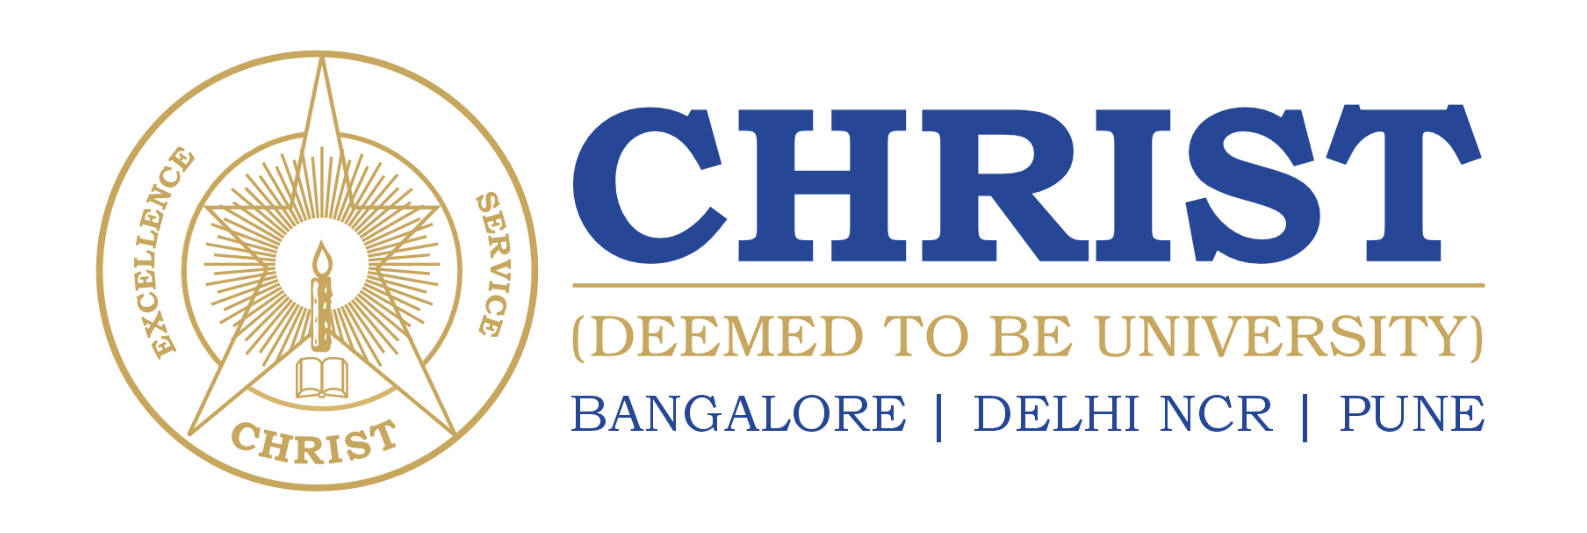 EXCELLENCE
SERVICE
CHRIST
CHRIST
(DEEMED TO BE UNIVERSITY)
BANGALORE | DELHI NCR | PUNE